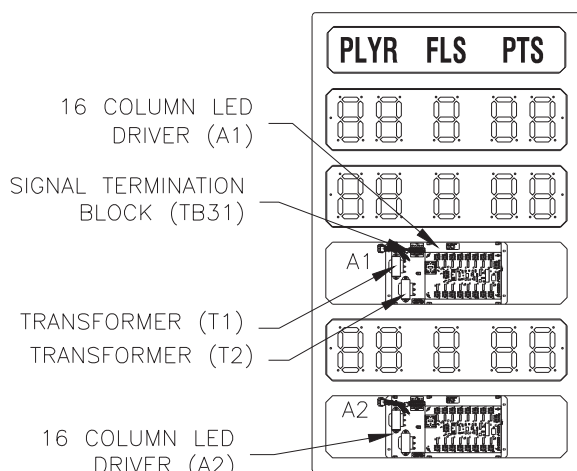 PLYR FLS PTS
16 COLUMN LED
DRIVER (A1)
SIGNAL TERMINATION
BLOCK (TB31)
A1
TRANSFORMER (T1)
TRANSFORMER (T2)
A2
16 COLUMN LED
DRIVER (A2)